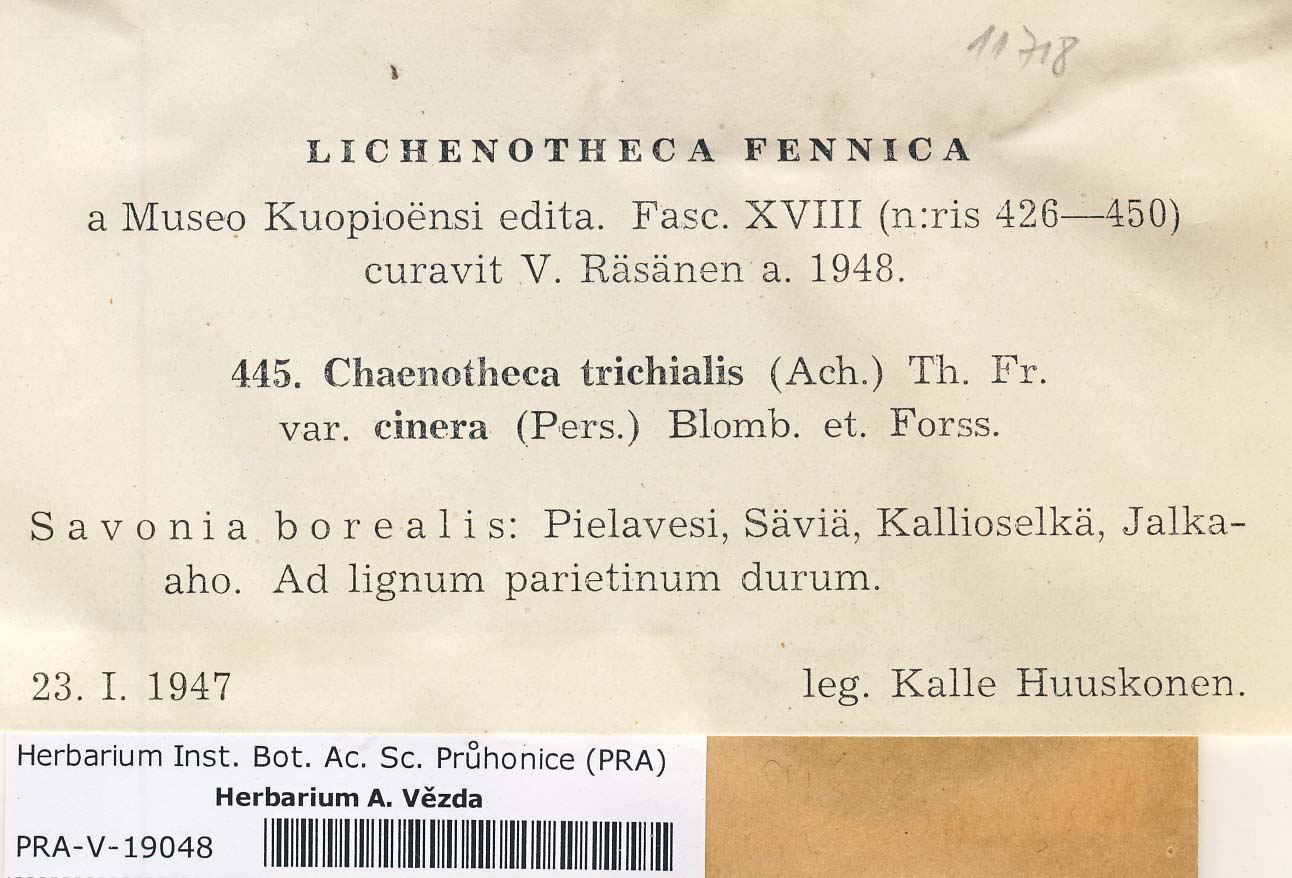 11718
LICHENOTHECA FENNICA
a Museo Kuopioënsi edita. Fasc. XVIII (n:ris 426—450)
curavit V. Räsänen a. 1948.
445. Chaenotheca trichialis (Ach.) Th. Fr.
var. cinera (Pers.) Blomb. et. Forss.
Savonia borealis: Pielavesi, Säviä, Kallioselkä, Jalka-
aho. Ad lignum parietinum durum.
23. I. 1947 leg. Kalle Huuskonen.
Herbarium Inst. Bot. Ac. Sc. Průhonice (PRA)
Herbarium A. Vězda
PRA-V-19048